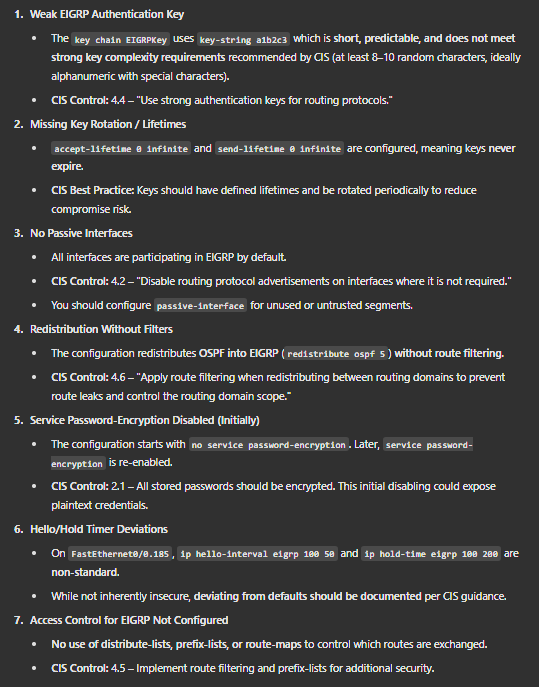 1. Weak EIGRP Authentication Key
• The key chain EIGRPKey uses key-string a1b2c3 which is short, predictable, and does not meet
strong key complexity requirements recommended by CIS (at least 8–10 random characters, ideally
alphanumeric with special characters).
• CIS Control: 4.4 – "Use strong authentication keys for routing protocols."
2. Missing Key Rotation / Lifetimes
• accept-lifetime 0 infinite and send-lifetime 0 infinite are configured, meaning keys never
expire.
• CIS Best Practice: Keys should have defined lifetimes and be rotated periodically to reduce
compromise risk.
3. No Passive Interfaces
• All interfaces are participating in EIGRP by default.
• CIS Control: 4.2 – "Disable routing protocol advertisements on interfaces where it is not required."
• You should configure passive-interface for unused or untrusted segments.
4. Redistribution Without Filters
• The configuration redistributes OSPF into EIGRP (redistribute ospf 5) without route filtering.
• CIS Control: 4.6 – "Apply route filtering when redistributing between routing domains to prevent
route leaks and control the routing domain scope."
5. Service Password-Encryption Disabled (Initially)
• The configuration starts with no service password-encryption. Later, service password-
encryption is re-enabled.
• CIS Control: 2.1 – All stored passwords should be encrypted. This initial disabling could expose
plaintext credentials.
6. Hello/Hold Timer Deviations
• On FastEthernet0/0.185, ip hello-interval eigrp 100 50 and ip hold-time eigrp 100 200 are
non-standard.
• While not inherently insecure, deviating from defaults should be documented per CIS guidance.
7. Access Control for EIGRP Not Configured
• No use of distribute-lists, prefix-lists, or route-maps to control which routes are exchanged.
• CIS Control: 4.5 – Implement route filtering and prefix-lists for additional security.